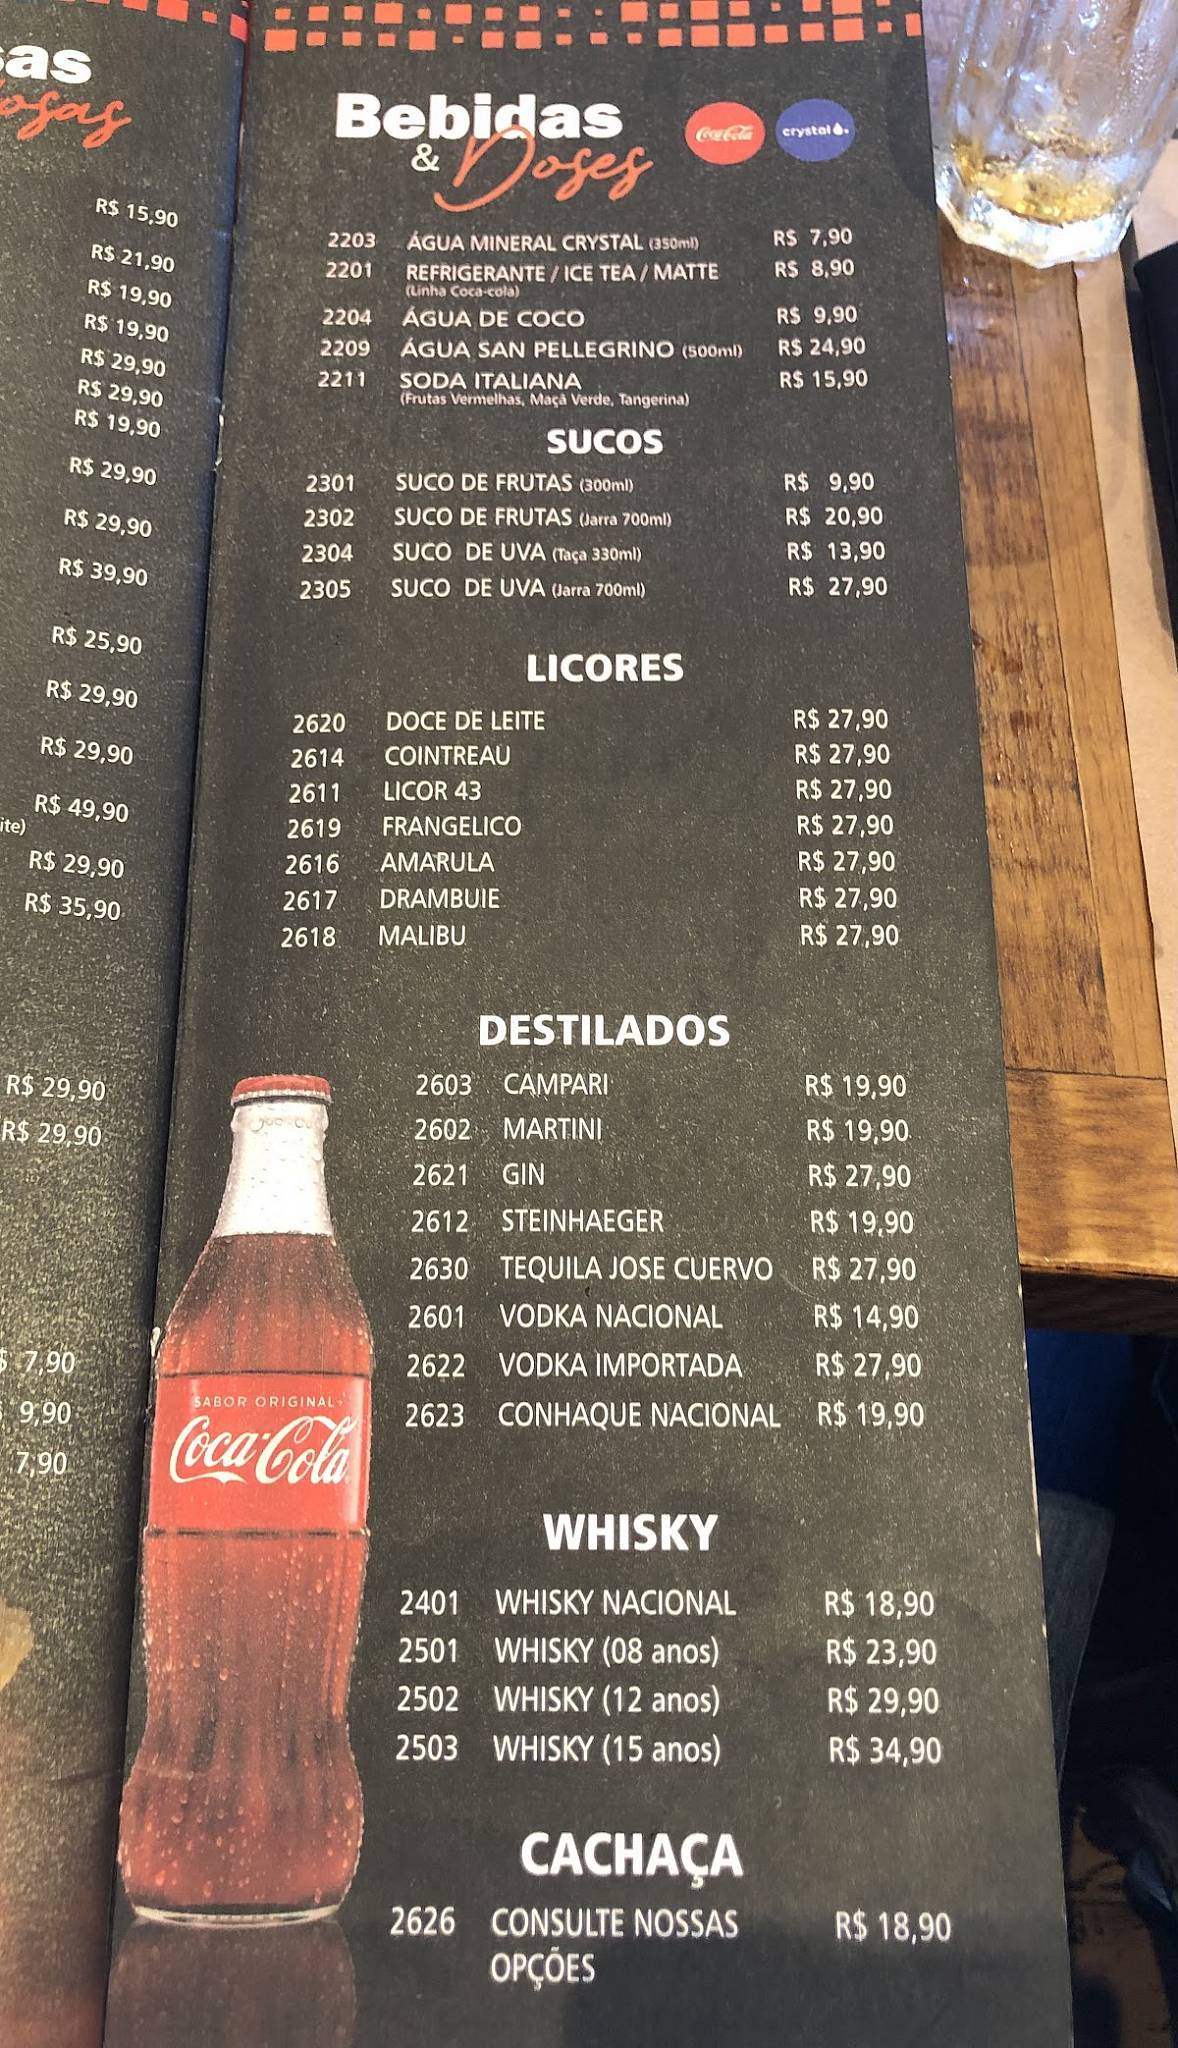 sas
osas
R$ 15,90
R$ 21,90
R$ 19,90
R$ 19,90
R$ 29,90
R$ 29,90
R$ 19,90
R$ 29,90
R$ 29,90
R$ 39,90
R$ 25,90
R$ 29,90
R$ 29,90
R$ 49,90
ite)
R$ 29,90
R$ 35,90
R$ 29,90
R$ 29,90
$ 7,90
9,90
7,90
Bebidas
& Doses
Coca-Cola
crystal
2203 ÁGUA MINERAL CRYSTAL (350ml) R$ 7,90
2201 REFRIGERANTE / ICE TEA / MATTE R$ 8,90
(Linha Coca-cola)
2204 ÁGUA DE COCO R$ 9,90
2209 ÁGUA SAN PELLEGRINO (500ml) R$ 24,90
2211 SODA ITALIANA R$ 15,90
(Frutas Vermelhas, Maçã Verde, Tangerina)
SUCOS
2301 SUCO DE FRUTAS (300ml) R$ 9,90
2302 SUCO DE FRUTAS (Jarra 700ml) R$ 20,90
2304 SUCO DE UVA (Taça 330ml) R$ 13,90
2305 SUCO DE UVA (Jarra 700ml) R$ 27,90
LICORES
2620 DOCE DE LEITE R$ 27,90
2614 COINTREAU R$ 27,90
2611 LICOR 43 R$ 27,90
2619 FRANGELICO R$ 27,90
2616 AMARULA R$ 27,90
2617 DRAMBUIE R$ 27,90
2618 MALIBU R$ 27,90
DESTILADOS
2603 CAMPARI R$ 19,90
2602 MARTINI R$ 19,90
2621 GIN R$ 27,90
2612 STEINHAEGER R$ 19,90
2630 TEQUILA JOSE CUERVO R$ 27,90
2601 VODKA NACIONAL R$ 14,90
2622 VODKA IMPORTADA R$ 27,90
2623 CONHAQUE NACIONAL R$ 19,90
SABOR ORIGINAL
Coca-Cola
WHISKY
2401 WHISKY NACIONAL R$ 18,90
2501 WHISKY (08 anos) R$ 23,90
2502 WHISKY (12 anos) R$ 29,90
2503 WHISKY (15 anos) R$ 34,90
CACHAÇA
2626 CONSULTE NOSSAS R$ 18,90
OPÇÕES